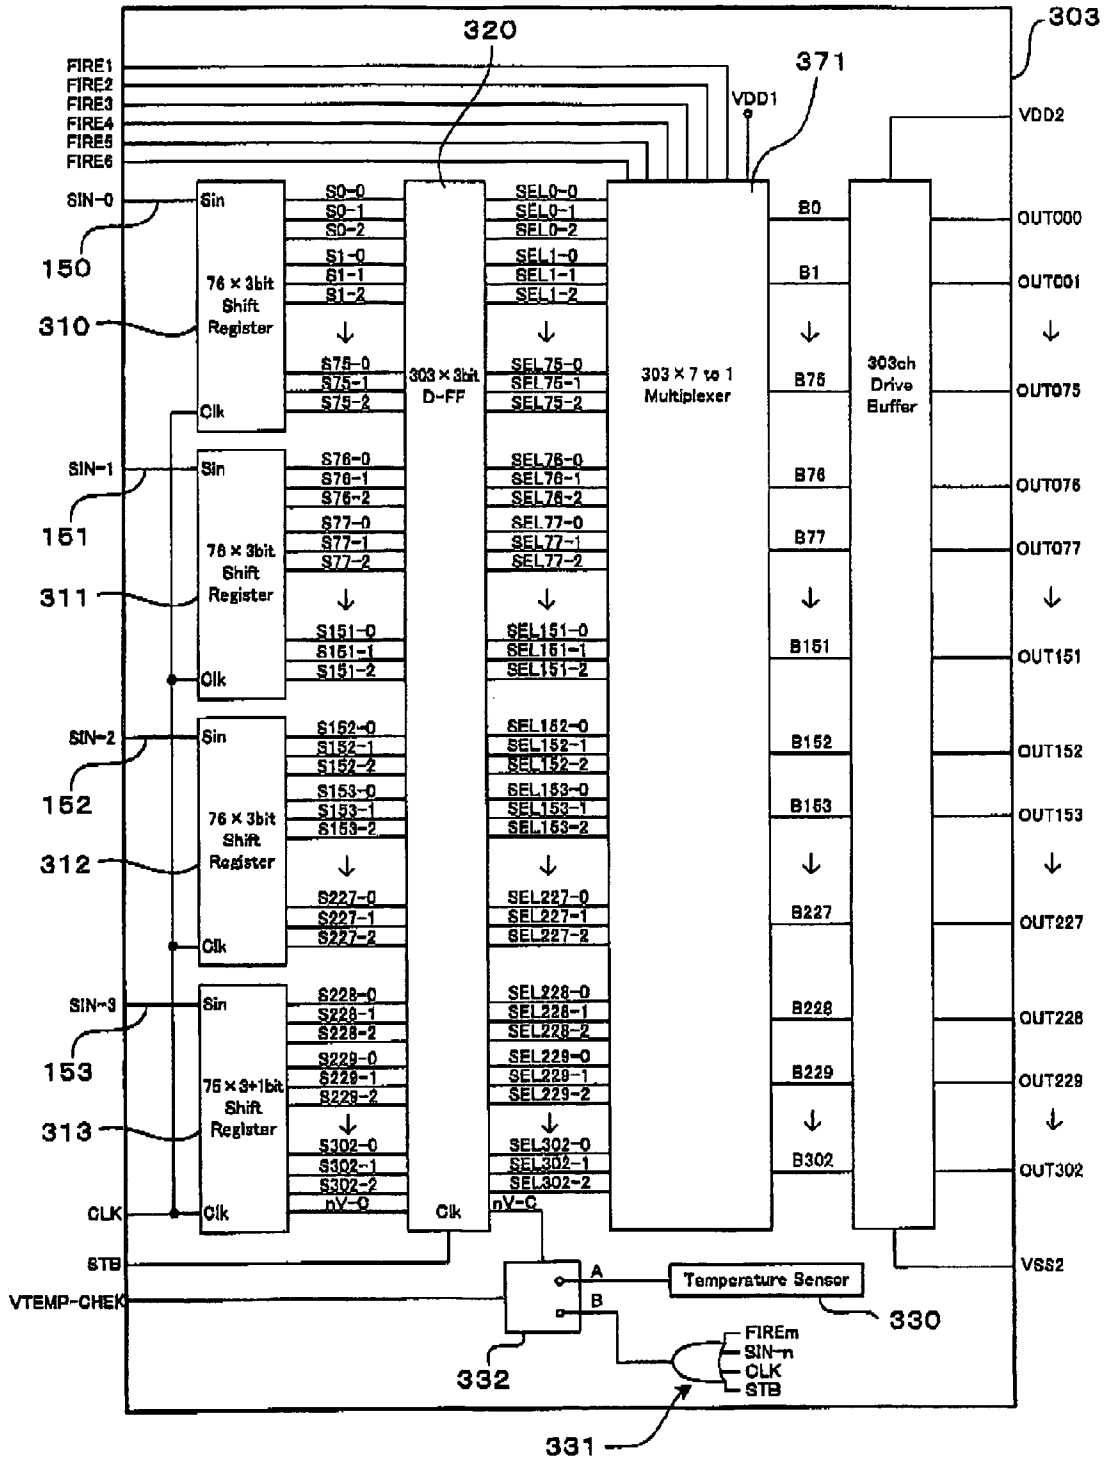 303
320
371
FIRE1
FIRE2
FIRE3
FIRE4
FIRE5
FIRE6
VDD1
VDD2
SIN-0
150
310
Sin
76 × 3bit
Shift
Register
Clk
S0-0
S0-1
S0-2
S1-0
S1-1
S1-2
↓
S75-0
S75-1
S75-2
SIN-1
151
311
Sin
76 × 3bit
Shift
Register
Clk
S76-0
S76-1
S76-2
S77-0
S77-1
S77-2
↓
S151-0
S151-1
S151-2
SIN-2
152
312
Sin
76 × 3bit
Shift
Register
Clk
S152-0
S152-1
S152-2
S153-0
S153-1
S153-2
↓
S227-0
S227-1
S227-2
SIN-3
153
313
Sin
75 × 3+1bit
Shift
Register
Clk
S228-0
S228-1
S228-2
S229-0
S229-1
S229-2
↓
S302-0
S302-1
S302-2
nV-C
CLK
STB
VTEMP-CHEK
303 × 3bit
D-FF
Clk
SEL0-0
SEL0-1
SEL0-2
SEL1-0
SEL1-1
SEL1-2
↓
SEL75-0
SEL75-1
SEL75-2
SEL76-0
SEL76-1
SEL76-2
SEL77-0
SEL77-1
SEL77-2
↓
SEL151-0
SEL151-1
SEL151-2
SEL152-0
SEL152-1
SEL152-2
SEL153-0
SEL153-1
SEL153-2
↓
SEL227-0
SEL227-1
SEL227-2
SEL228-0
SEL228-1
SEL228-2
SEL229-0
SEL229-1
SEL229-2
↓
SEL302-0
SEL302-1
SEL302-2
nV-C
303 × 7 to 1
Multiplexer
B0
B1
↓
B75
B76
B77
↓
B151
B152
B153
↓
B227
B228
B229
↓
B302
303ch
Drive
Buffer
OUT000
OUT001
↓
OUT075
OUT076
OUT077
↓
OUT151
OUT152
OUT153
↓
OUT227
OUT228
OUT229
↓
OUT302
VSS2
A
B
332
Temperature Sensor
330
FIREm
SIN-n
CLK
STB
331